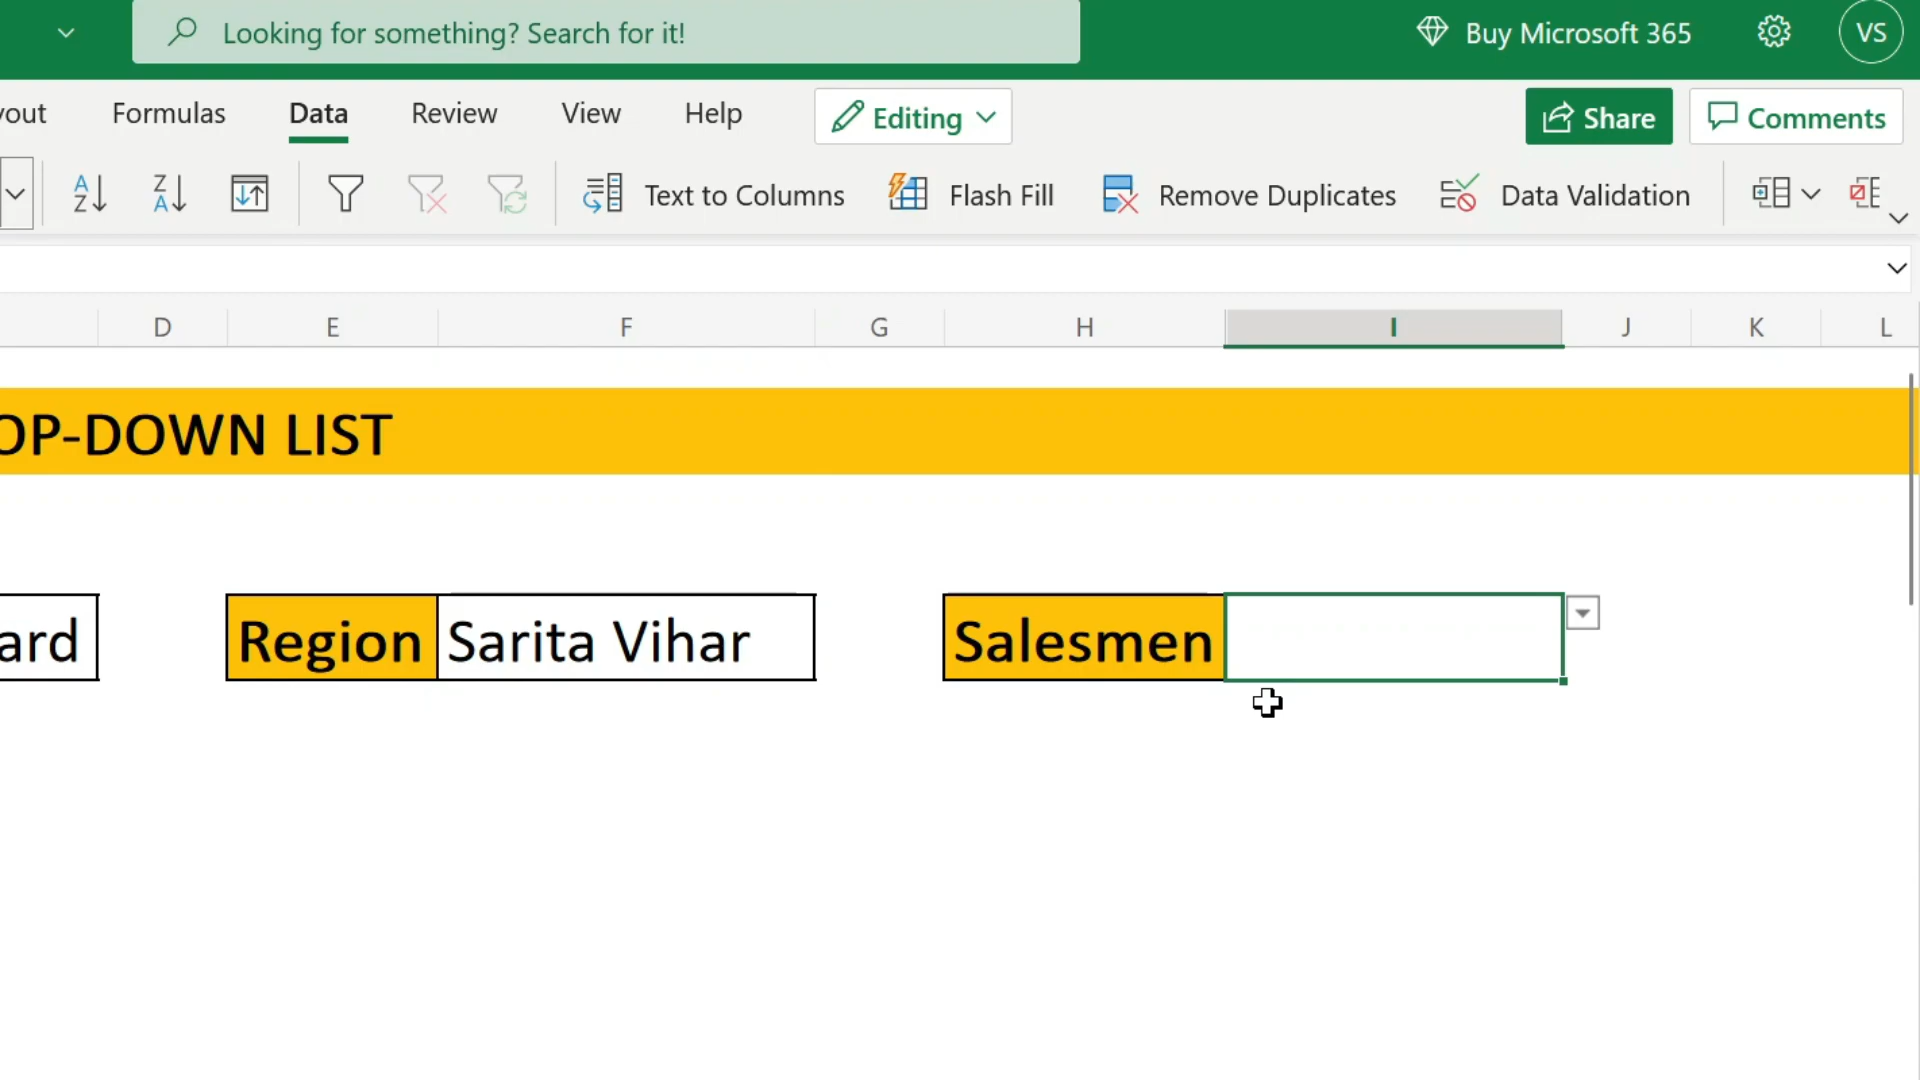 Looking for something? Search for it!
Buy Microsoft 365
VS
yout Formulas Data Review View Help Editing Share Comments
A Z Z A Text to Columns Flash Fill Remove Duplicates Data Validation
D E F G H I J K L
OP-DOWN LIST
ard Region Sarita Vihar Salesmen